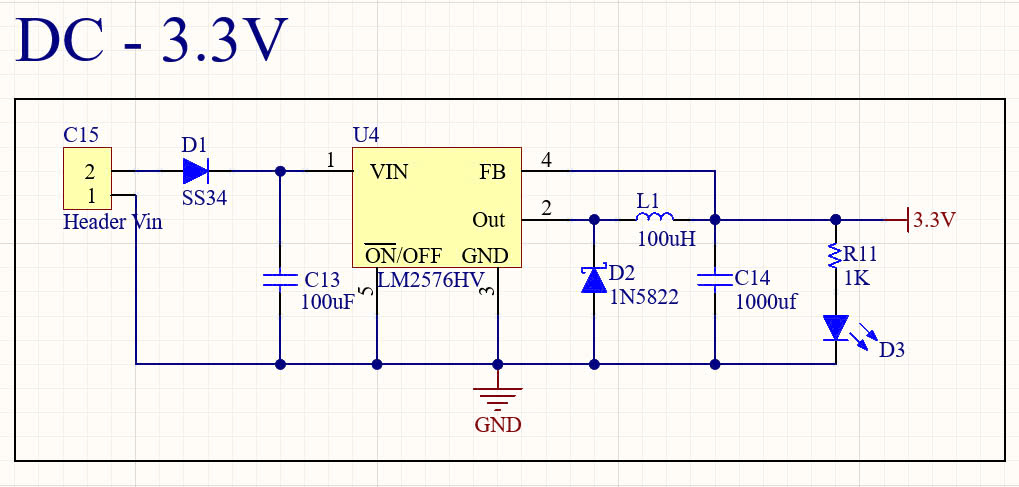 DC - 3.3V
C15
2
1
Header Vin
D1
SS34
C13
100uF
U4
1
VIN
FB
4
Out
2
ON/OFF
GND
LM2576HV
5
3
L1
100uH
D2
1N5822
C14
1000uf
3.3V
R11
1K
D3
GND